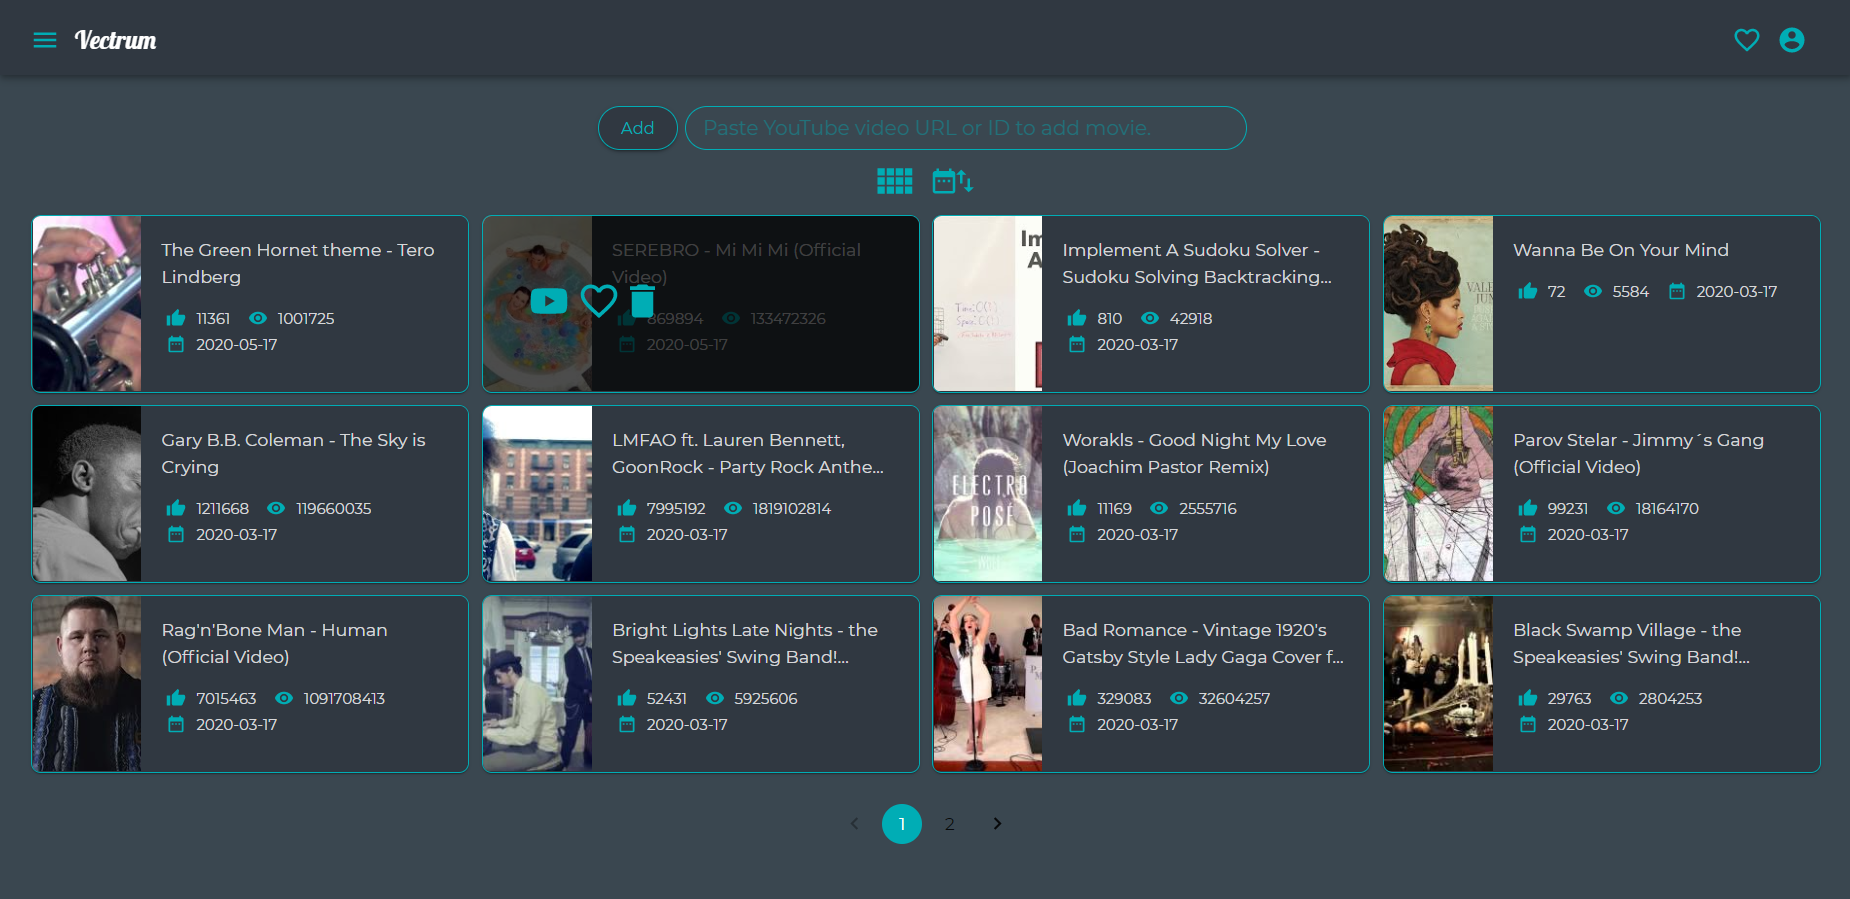 Vectrum
Add
Paste YouTube video URL or ID to add movie.
The Green Hornet theme - Tero
Lindberg
11361 1001725
2020-05-17
SEREBRO - Mi Mi Mi (Official
Video)
869894 133472326
2020-05-17
Im
A
Implement A Sudoku Solver -
Sudoku Solving Backtracking...
810 42918
2020-03-17
VALE
JUN
Wanna Be On Your Mind
72 5584 2020-03-17
Gary B.B. Coleman - The Sky is
Crying
1211668 119660035
2020-03-17
LMFAO ft. Lauren Bennett,
GoonRock - Party Rock Anthe...
7995192 1819102814
2020-03-17
ELECTRO
POSÉ
Worakls - Good Night My Love
(Joachim Pastor Remix)
11169 2555716
2020-03-17
Parov Stelar - Jimmy´s Gang
(Official Video)
99231 18164170
2020-03-17
Rag'n'Bone Man - Human
(Official Video)
7015463 1091708413
2020-03-17
Bright Lights Late Nights - the
Speakeasies' Swing Band!...
52431 5925606
2020-03-17
Bad Romance - Vintage 1920's
Gatsby Style Lady Gaga Cover f...
329083 32604257
2020-03-17
Black Swamp Village - the
Speakeasies' Swing Band!...
29763 2804253
2020-03-17
1 2